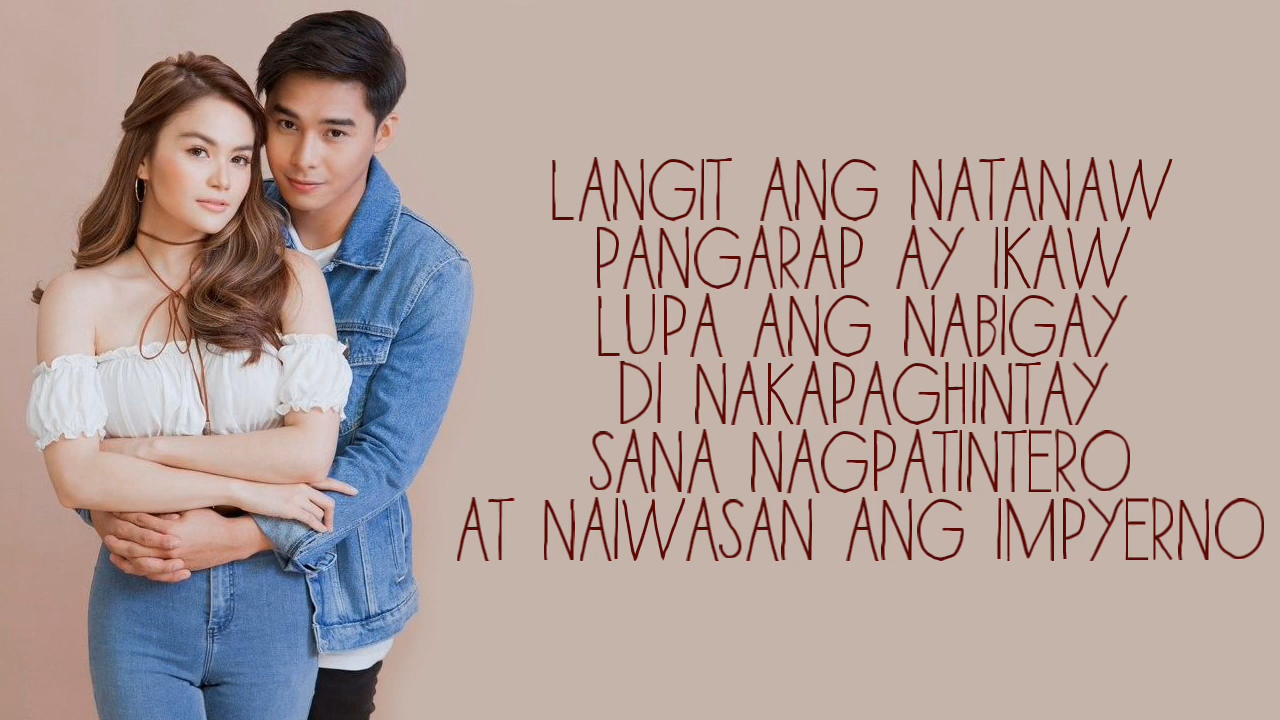 LANGIT ANG NATANAW
PANGARAP AY IKAW
LUPA ANG NABIGAY
DI NAKAPAGHINTAY
SANA NAGPATINTERO
AT NAIWASAN ANG IMPYERNO